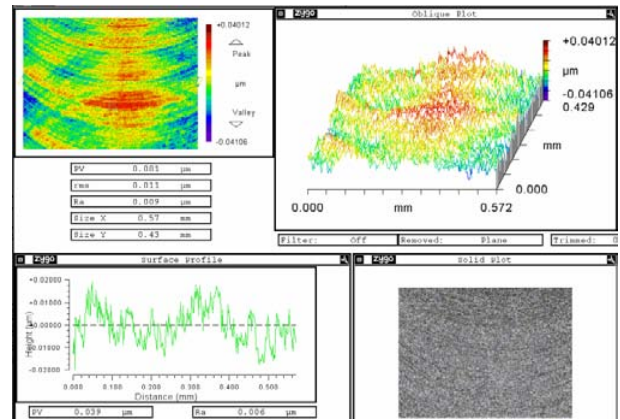 +0.04012
Peak
µm
Valley
-0.04106
PV 0.081 µm
rms 0.011 µm
Ra 0.009 µm
Size X 0.57 mm
Size Y 0.43 mm
zygo Oblique Plot
+0.04012
µm
-0.04106
0.429
mm
0.000
0.000 mm 0.572
Filter: Off Removed: Plane Trimmed: 0
zygo Surface Profile
+0.02000
+0.01000
+0.00000
-0.01000
-0.02000
Height (µm)
0.000 0.100 0.200 0.300 0.400 0.500
Distance (mm)
PV 0.039 µm Ra 0.006 µm
zygo Solid Plot